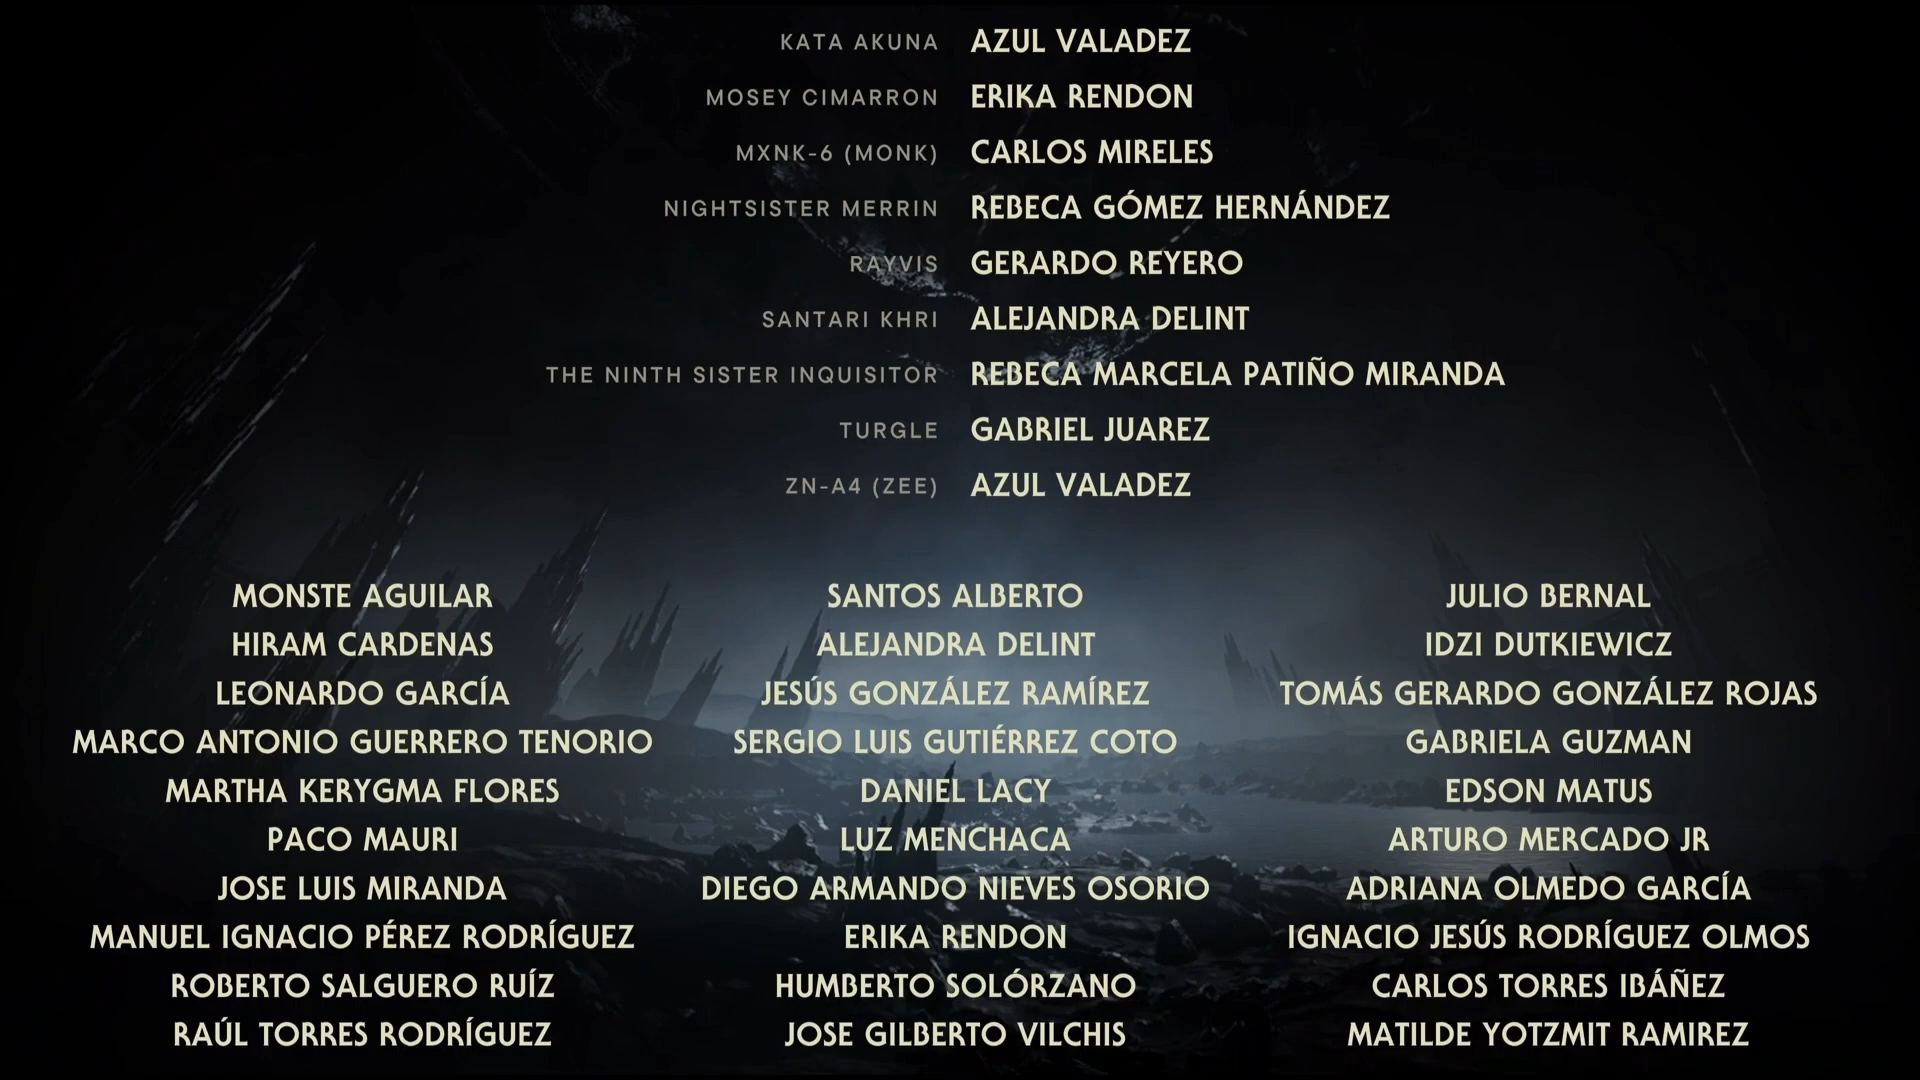 KATA AKUNA AZUL VALADEZ
MOSEY CIMARRON ERIKA RENDON
MXNK-6 (MONK) CARLOS MIRELES
NIGHTSISTER MERRIN REBECA GÓMEZ HERNÁNDEZ
RAYVIS GERARDO REYERO
SANTARI KHRI ALEJANDRA DELINT
THE NINTH SISTER INQUISITOR REBECA MARCELA PATIÑO MIRANDA
TURGLE GABRIEL JUAREZ
ZN-A4 (ZEE) AZUL VALADEZ
MONSTE AGUILAR SANTOS ALBERTO JULIO BERNAL
HIRAM CARDENAS ALEJANDRA DELINT IDZI DUTKIEWICZ
LEONARDO GARCÍA JESÚS GONZÁLEZ RAMÍREZ TOMÁS GERARDO GONZÁLEZ ROJAS
MARCO ANTONIO GUERRERO TENORIO SERGIO LUIS GUTIÉRREZ COTO GABRIELA GUZMAN
MARTHA KERYGMA FLORES DANIEL LACY EDSON MATUS
PACO MAURI LUZ MENCHACA ARTURO MERCADO JR
JOSE LUIS MIRANDA DIEGO ARMANDO NIEVES OSORIO ADRIANA OLMEDO GARCÍA
MANUEL IGNACIO PÉREZ RODRÍGUEZ ERIKA RENDON IGNACIO JESÚS RODRÍGUEZ OLMOS
ROBERTO SALGUERO RUÍZ HUMBERTO SOLÓRZANO CARLOS TORRES IBÁÑEZ
RAÚL TORRES RODRÍGUEZ JOSE GILBERTO VILCHIS MATILDE YOTZMIT RAMIREZ